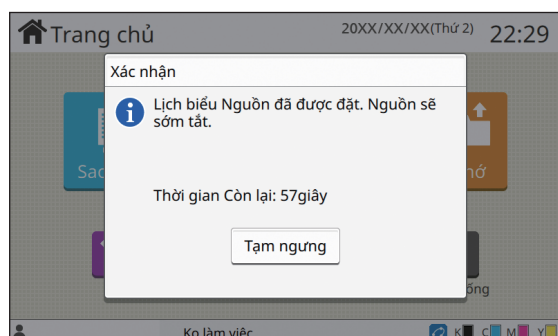 Trang chủ
20XX/XX/XX(Thứ 2) 22:29
Xác nhận
Lịch biểu Nguồn đã được đặt. Nguồn sẽ
sớm tắt.
Thời gian Còn lại: 57giây
Tạm ngưng
Ko làm việc
K C M Y